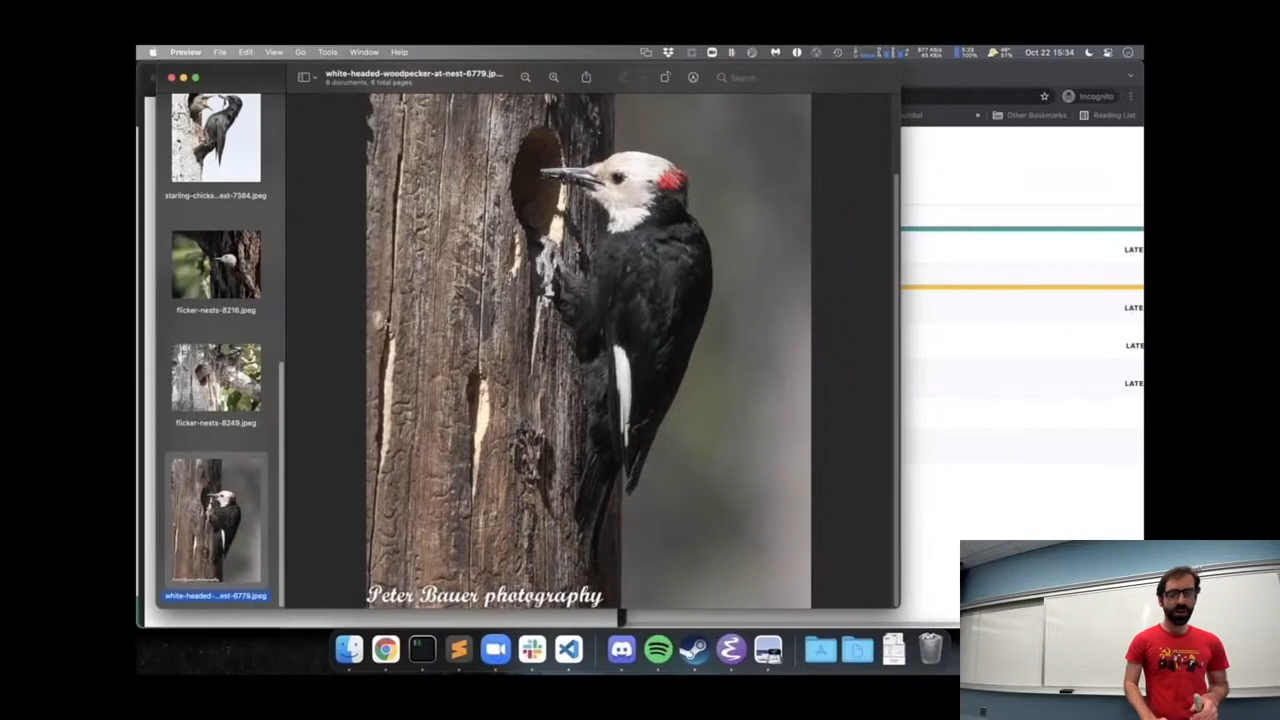 Preview File Edit View Go Tools Window Help
Oct 22 15:34
white-headed-woodpecker-at-nest-6779.jp...
8 documents, 8 total pages
Search
Incognito
Other Bookmarks
Reading List
starling-chicks...est-7384.jpeg
flicker-nests-8216.jpeg
flicker-nests-8249.jpeg
white-headed-...est-6779.jpeg
Peter Bauer photography
LATE
LATE
LATE
LATE